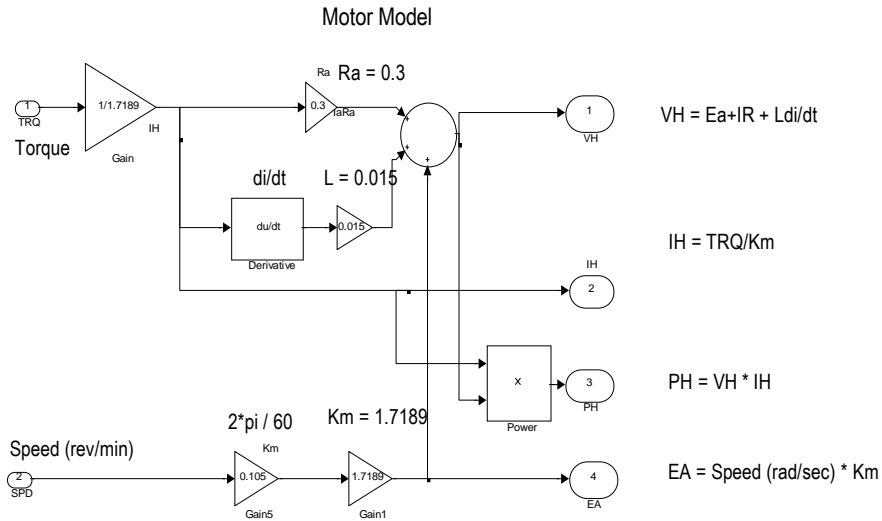 Motor Model
Ra
Ra = 0.3
1
TRQ
Torque
1/1.7189
Gain
IH
0.3
IaRa
+
+
+
1
VH
VH = Ea+IR + Ldi/dt
di/dt
L = 0.015
du/dt
Derivative
0.015
IH
2
IH = TRQ/Km
X
Power
3
PH
PH = VH * IH
2*pi / 60
Km = 1.7189
Km
Speed (rev/min)
2
SPD
0.105
Gain5
1.7189
Gain1
4
EA
EA = Speed (rad/sec) * Km